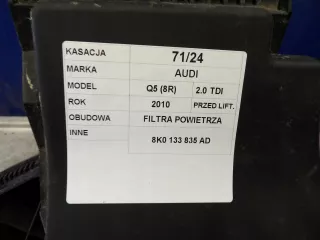 KASACJA 71/24
MARKA AUDI
MODEL Q5 (8R) 2.0 TDI
ROK 2010 PRZED LIFT.
OBUDOWA FILTRA POWIETRZA
INNE 8K0 133 835 AD